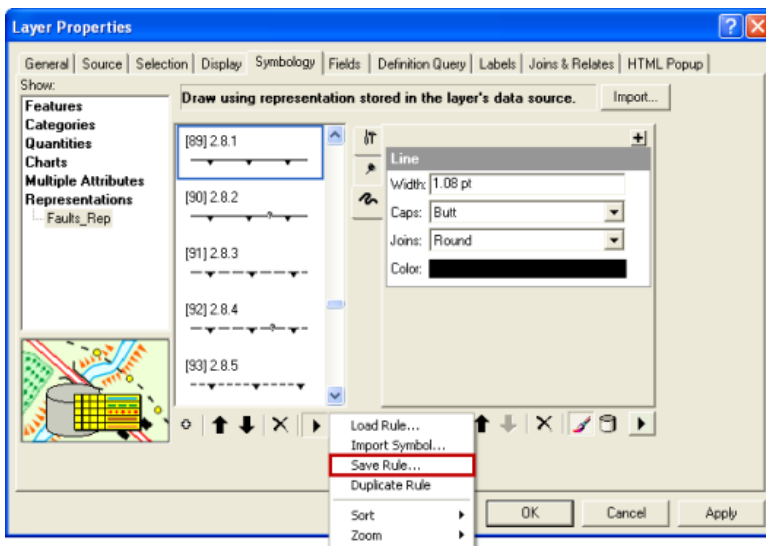 Layer Properties
General Source Selection Display Symbology Fields Definition Query Labels Joins & Relates HTML Popup
Show:
Features
Categories
Quantities
Charts
Multiple Attributes
Representations
Faults_Rep
Draw using representation stored in the layer's data source.
Import...
[89] 2.8.1
[90] 2.8.2
?
[91] 2.8.3
[92] 2.8.4
?
[93] 2.8.5
Line
Width: 1.08 pt
Caps: Butt
Joins: Round
Color:
Load Rule...
Import Symbol...
Save Rule...
Duplicate Rule
Sort
Zoom
OK Cancel Apply